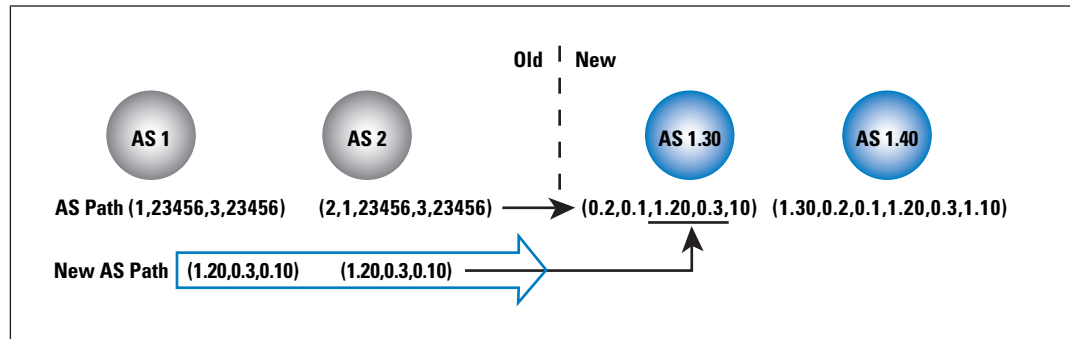 Old New
AS 1 AS 2 AS 1.30 AS 1.40
AS Path (1,23456,3,23456) (2,1,23456,3,23456) (0.2,0.1,1.20,0.3,10) (1.30,0.2,0.1,1.20,0.3,1.10)
New AS Path (1.20,0.3,0.10) (1.20,0.3,0.10)